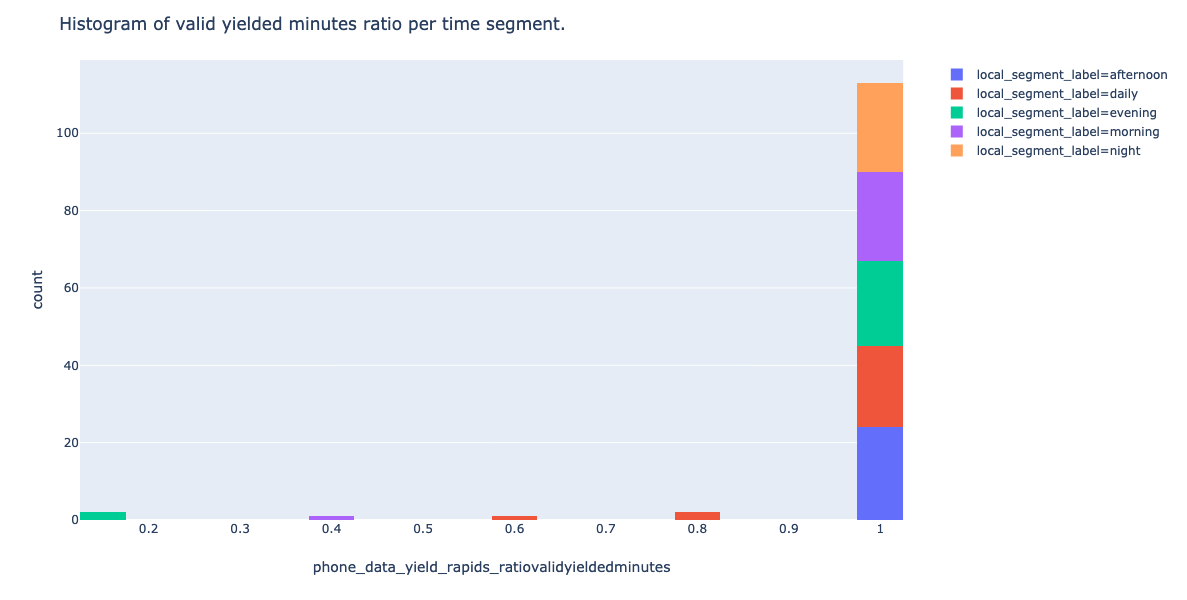 Histogram of valid yielded minutes ratio per time segment.
local_segment_label=afternoon
local_segment_label=daily
local_segment_label=evening
local_segment_label=morning
local_segment_label=night
100
80
60
40
20
0
count
0.2 0.3 0.4 0.5 0.6 0.7 0.8 0.9 1
phone_data_yield_rapids_ratiovalidyieldedminutes